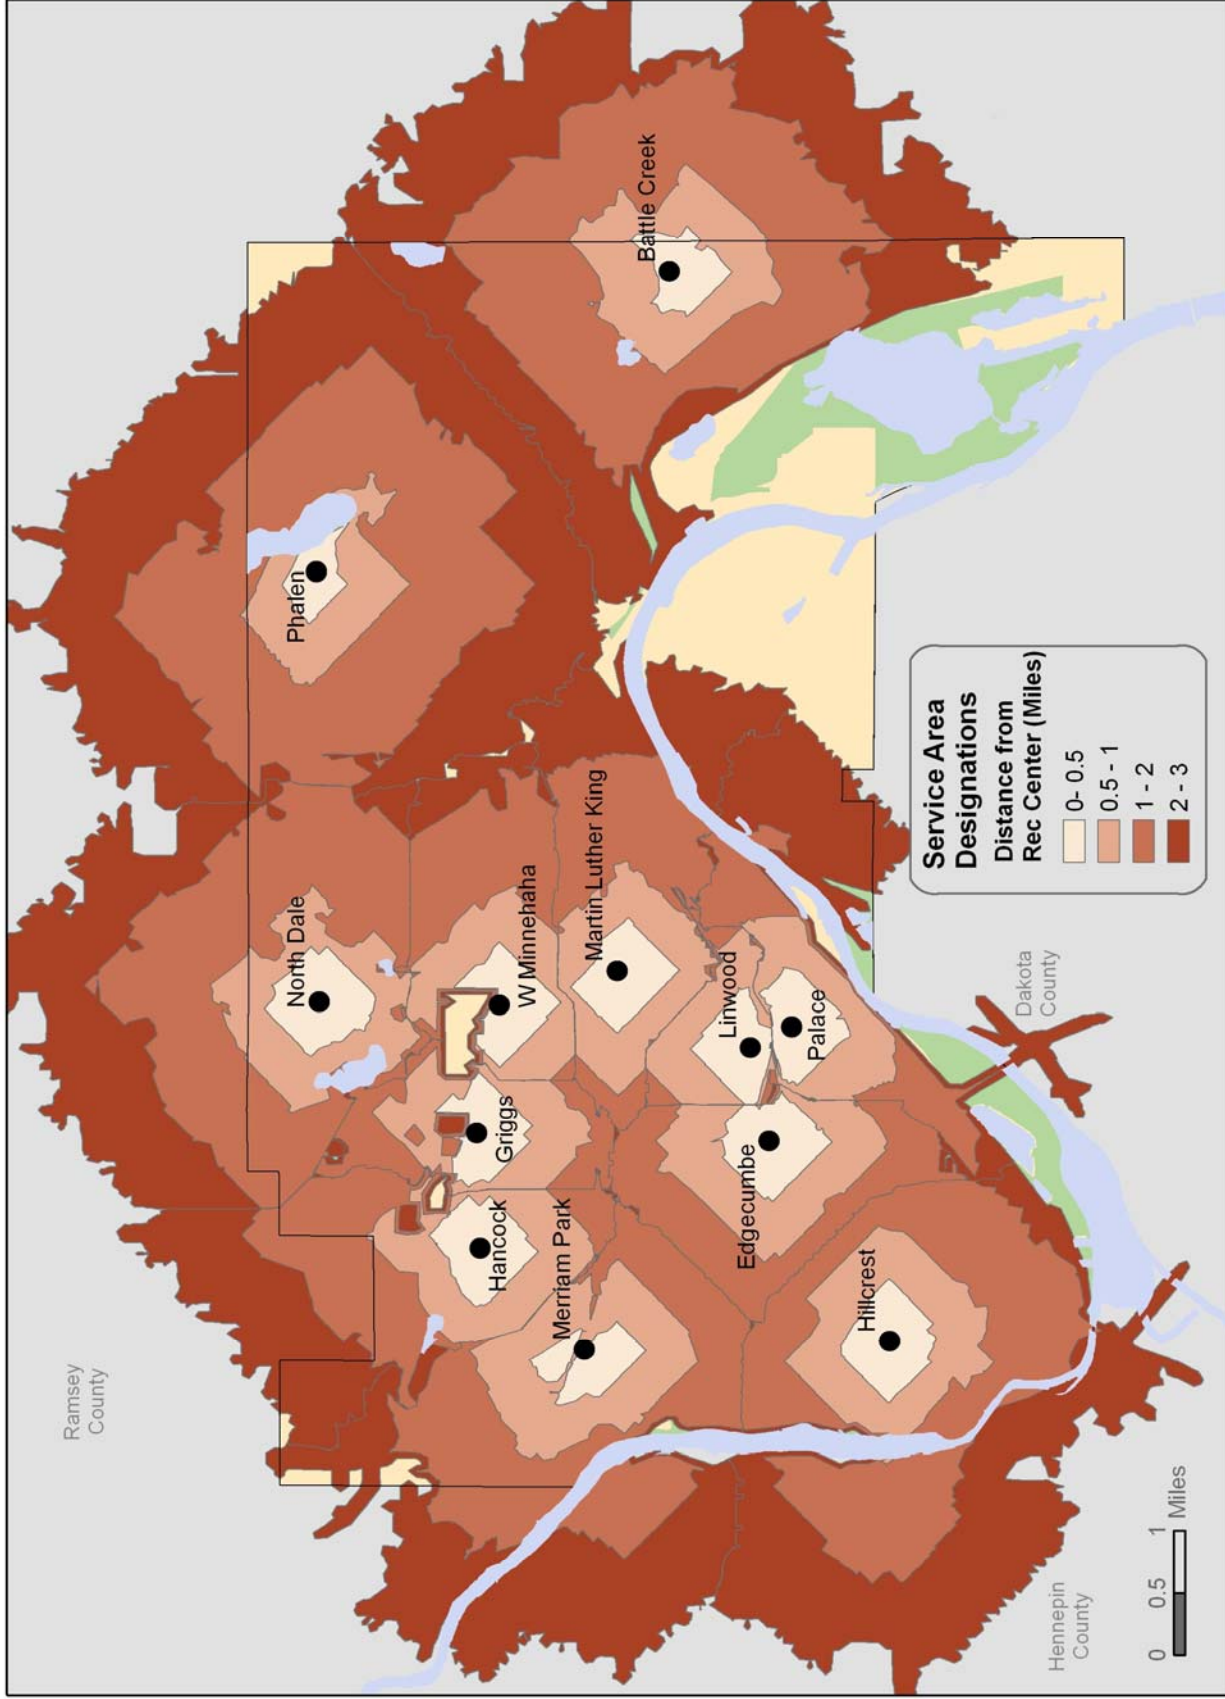 Ramsey
County
Phalen
North Dale
W Minnehaha
Griggs
Hancock
Merriam Park
Martin Luther King
Battle Creek
Linwood
Palace
Edgecumbe
Hillcrest
Hennepin
County
Dakota
County
0 0.5 1
Miles
Service Area
Designations
Distance from
Rec Center (Miles)
0- 0.5
0.5 - 1
1 - 2
2 - 3